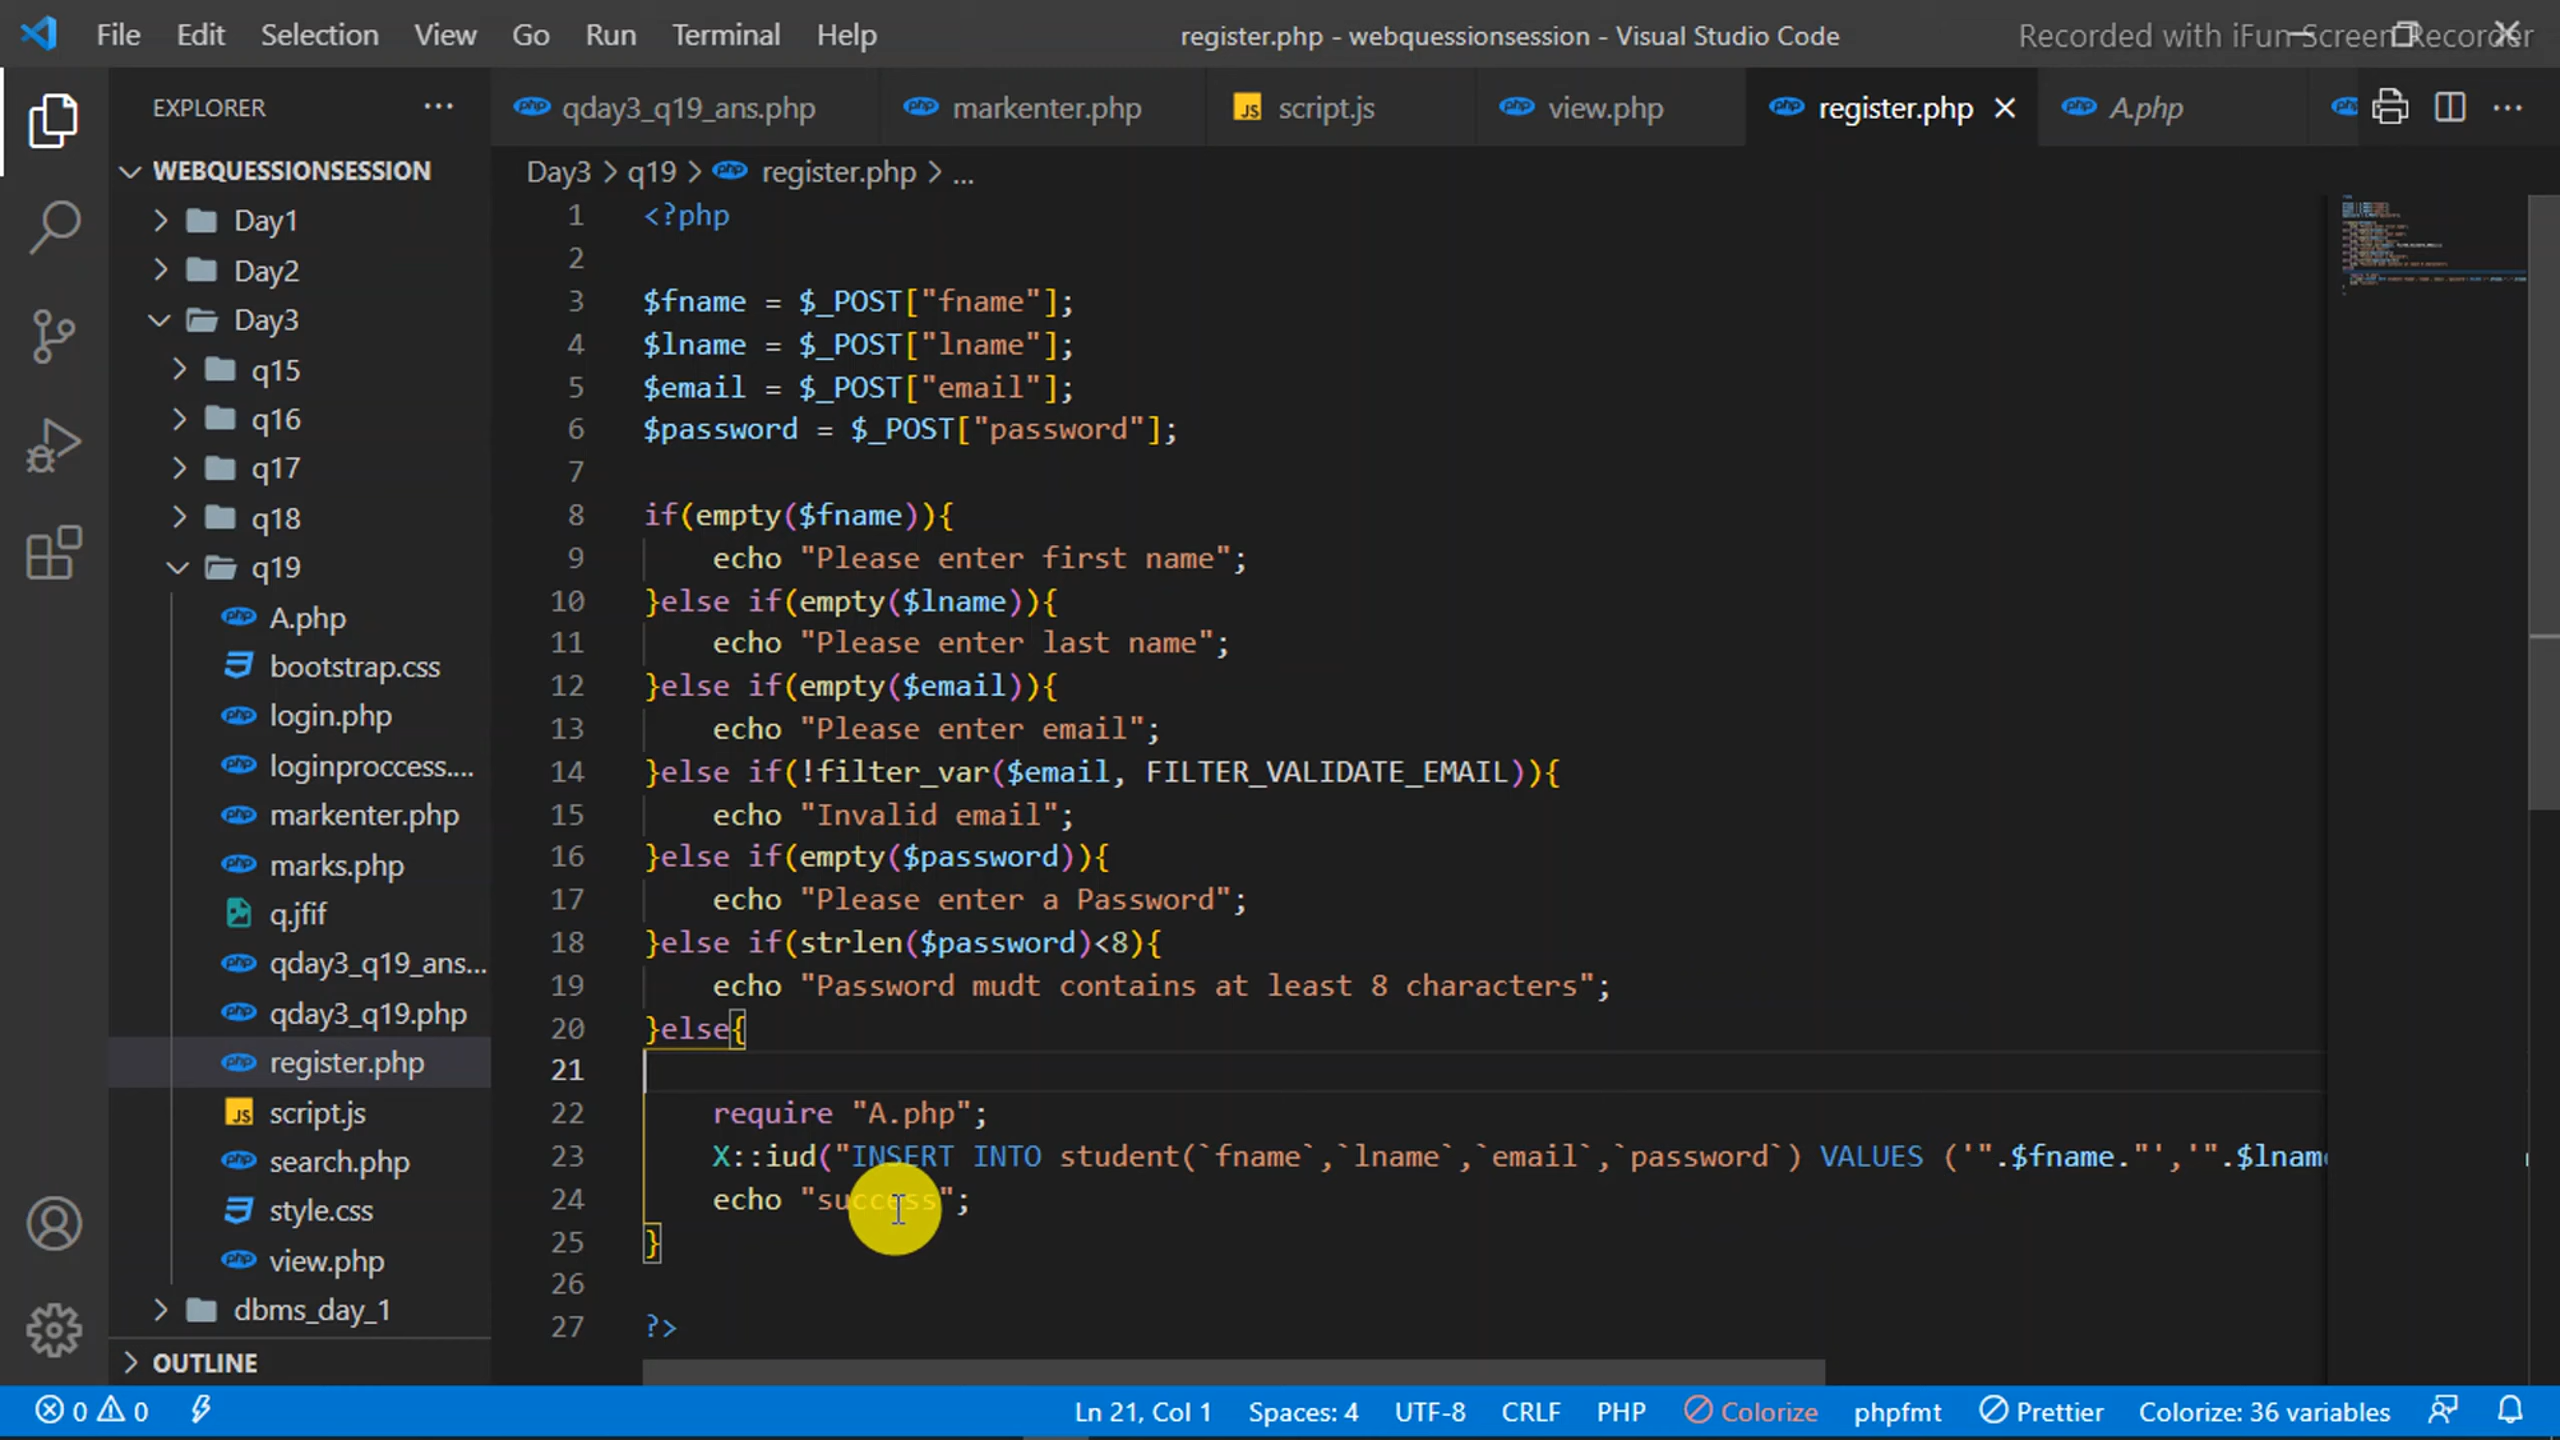 File Edit Selection View Go Run Terminal Help
register.php - webquessionsession - Visual Studio Code
Recorded with iFun Screen Recorder
EXPLORER
WEBQUESSIONSESSION
Day1
Day2
Day3
q15
q16
q17
q18
q19
A.php
bootstrap.css
login.php
loginproccess....
markenter.php
marks.php
q.jfif
qday3_q19_ans...
qday3_q19.php
register.php
script.js
search.php
style.css
view.php
dbms_day_1
OUTLINE
qday3_q19_ans.php
markenter.php
script.js
view.php
register.php
A.php
Day3 > q19 > register.php > ...
1 <?php
2
3 $fname = $_POST["fname"];
4 $lname = $_POST["lname"];
5 $email = $_POST["email"];
6 $password = $_POST["password"];
7
8 if(empty($fname)){
9 echo "Please enter first name";
10 }else if(empty($lname)){
11 echo "Please enter last name";
12 }else if(empty($email)){
13 echo "Please enter email";
14 }else if(!filter_var($email, FILTER_VALIDATE_EMAIL)){
15 echo "Invalid email";
16 }else if(empty($password)){
17 echo "Please enter a Password";
18 }else if(strlen($password)<8){
19 echo "Password mudt contains at least 8 characters";
20 }else{
21
22 require "A.php";
23 X::iud("INSERT INTO student(`fname`,`lname`,`email`,`password`) VALUES ('".$fname."','".$lnam
24 echo "success";
25 }
26
27 ?>
0 0
Ln 21, Col 1 Spaces: 4 UTF-8 CRLF PHP Colorize phpfmt Prettier Colorize: 36 variables